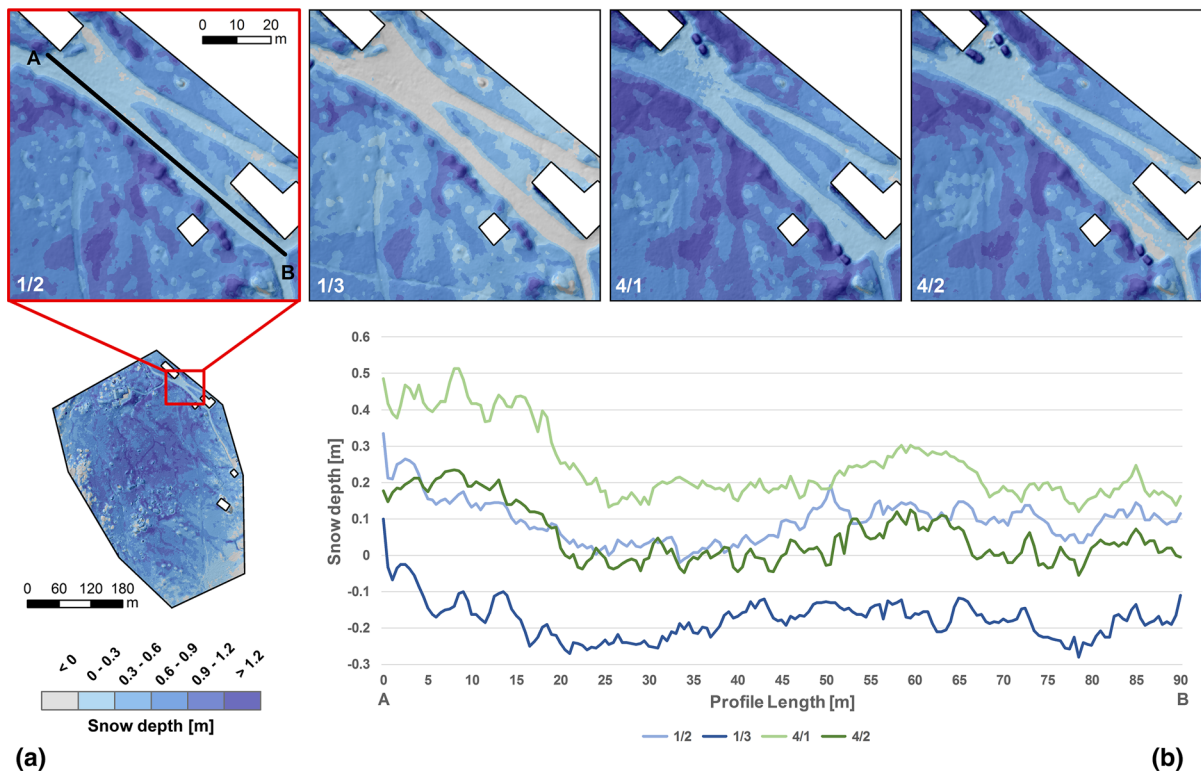 0 10 20
m
A
B
1/2
1/3
4/1
4/2
0 60 120 180
m
< 0
0 - 0.3
0.3 - 0.6
0.6 - 0.9
0.9 - 1.2
> 1.2
Snow depth [m]
(a)
0.6
0.5
0.4
0.3
0.2
0.1
0
-0.1
-0.2
-0.3
Snow depth [m]
0 5 10 15 20 25 30 35 40 45 50 55 60 65 70 75 80 85 90
A Profile Length [m] B
1/2 1/3 4/1 4/2
(b)